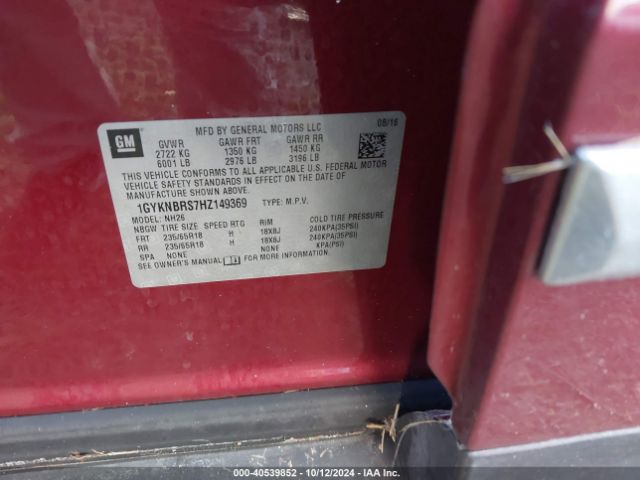 MFD BY GENERAL MOTORS LLC
08/16
GM
GVWR GAWR FRT GAWR RR
2722 KG 1350 KG 1450 KG
6001 LB 2976 LB 3196 LB
THIS VEHICLE CONFORMS TO ALL APPLICABLE U.S. FEDERAL MOTOR
VEHICLE SAFETY STANDARDS IN EFFECT ON THE DATE OF
MANUFACTURE SHOWN ABOVE.
1GYKNBRS7HZ149369 TYPE: M.P.V.
MODEL: NH26
NBGW TIRE SIZE SPEED RTG RIM COLD TIRE PRESSURE
FRT 235/65R18 H 18X8J 240KPA(35PSI)
RR 235/65R18 H 18X8J 240KPA(35PSI)
SPA NONE NONE KPA(PSI)
SEE OWNER'S MANUAL FOR MORE INFORMATION.
00-40539852 - 10/12/2024 - IAA Inc.